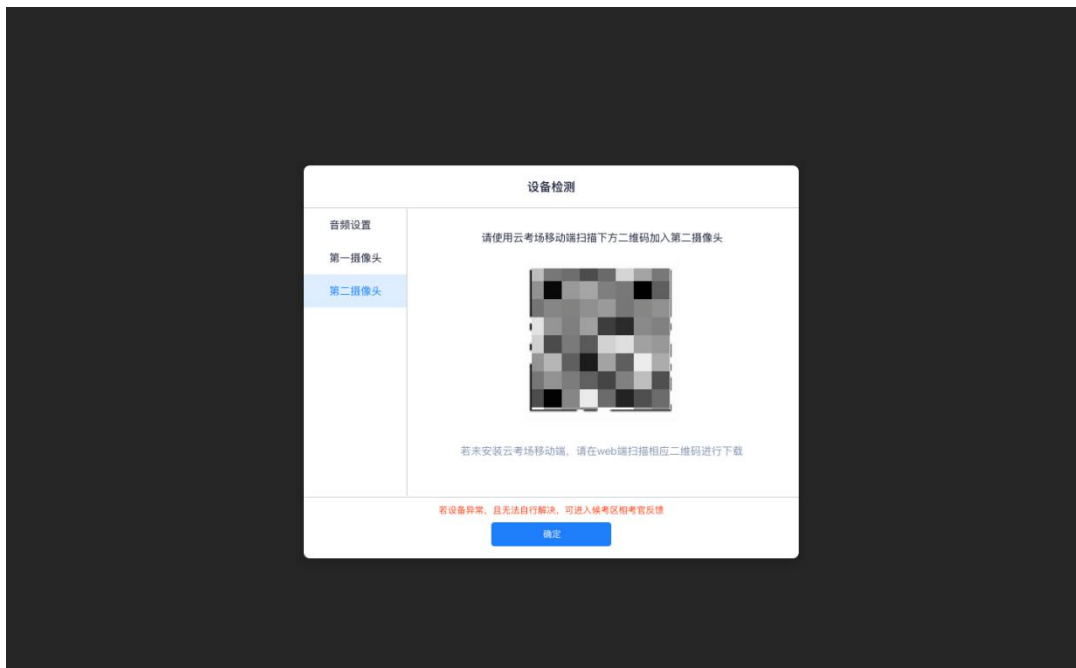 设备检测
音频设置
第一摄像头
第二摄像头
请使用云考场移动端扫描下方二维码加入第二摄像头
若未安装云考场移动端，请在web端扫描相应二维码进行下载
若设备异常，且无法自行解决，可进入候考区相考官反馈
确定